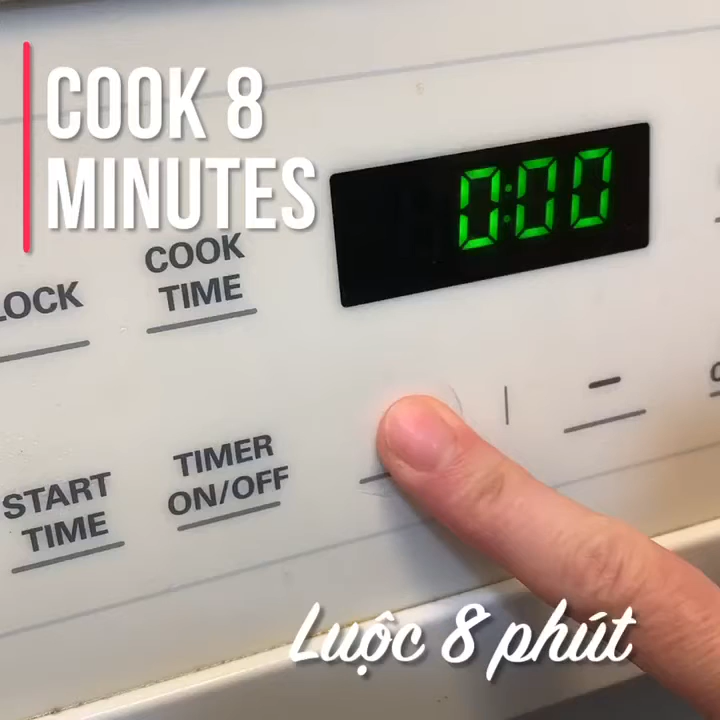 COOK 8
MINUTES
0:00
COOK
TIME
LOCK
START
TIME
TIMER
ON/OFF
Luộc 8 phút